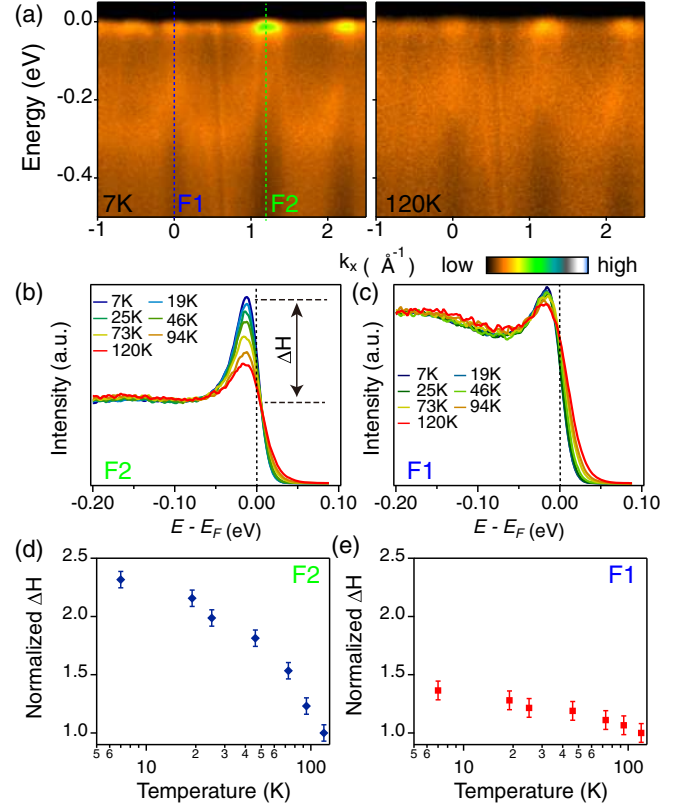 (a)
0.0
-0.2
-0.4
Energy (eV)
7K
F1
F2
120K
-1 0 1 2
-1 0 1 2
k_x ( Å⁻¹)
low
high
(b)
7K 19K
25K 46K
73K 94K
120K
ΔH
Intensity (a.u.)
F2
-0.20 -0.10 0.00 0.10
E - E_F (eV)
(c)
7K 19K
25K 46K
73K 94K
120K
Intensity (a.u.)
F1
-0.20 -0.10 0.00 0.10
E - E_F (eV)
(d)
F2
2.5
2.0
1.5
1.0
Normalized ΔH
5 6 10 2 3 4 5 6 100
Temperature (K)
(e)
F1
2.5
2.0
1.5
1.0
Normalized ΔH
5 6 10 2 3 4 5 6 100
Temperature (K)